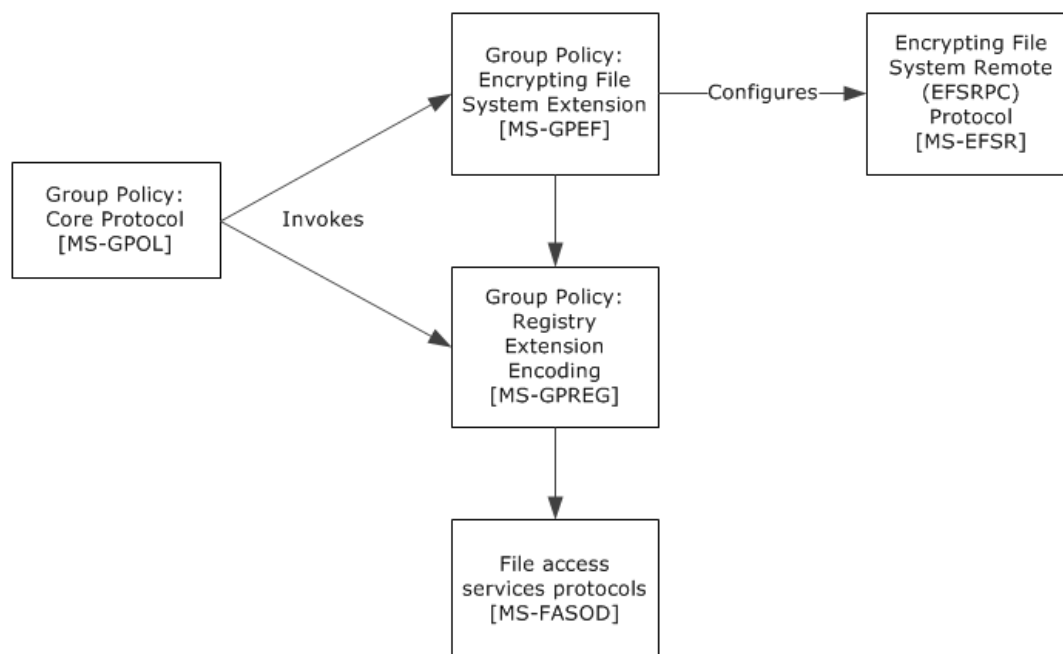 Group Policy:
Core Protocol
[MS-GPOL]
Invokes
Group Policy:
Encrypting File
System Extension
[MS-GPEF]
Configures
Encrypting File
System Remote
(EFSRPC)
Protocol
[MS-EFSR]
Group Policy:
Registry
Extension
Encoding
[MS-GPREG]
File access
services protocols
[MS-FASOD]